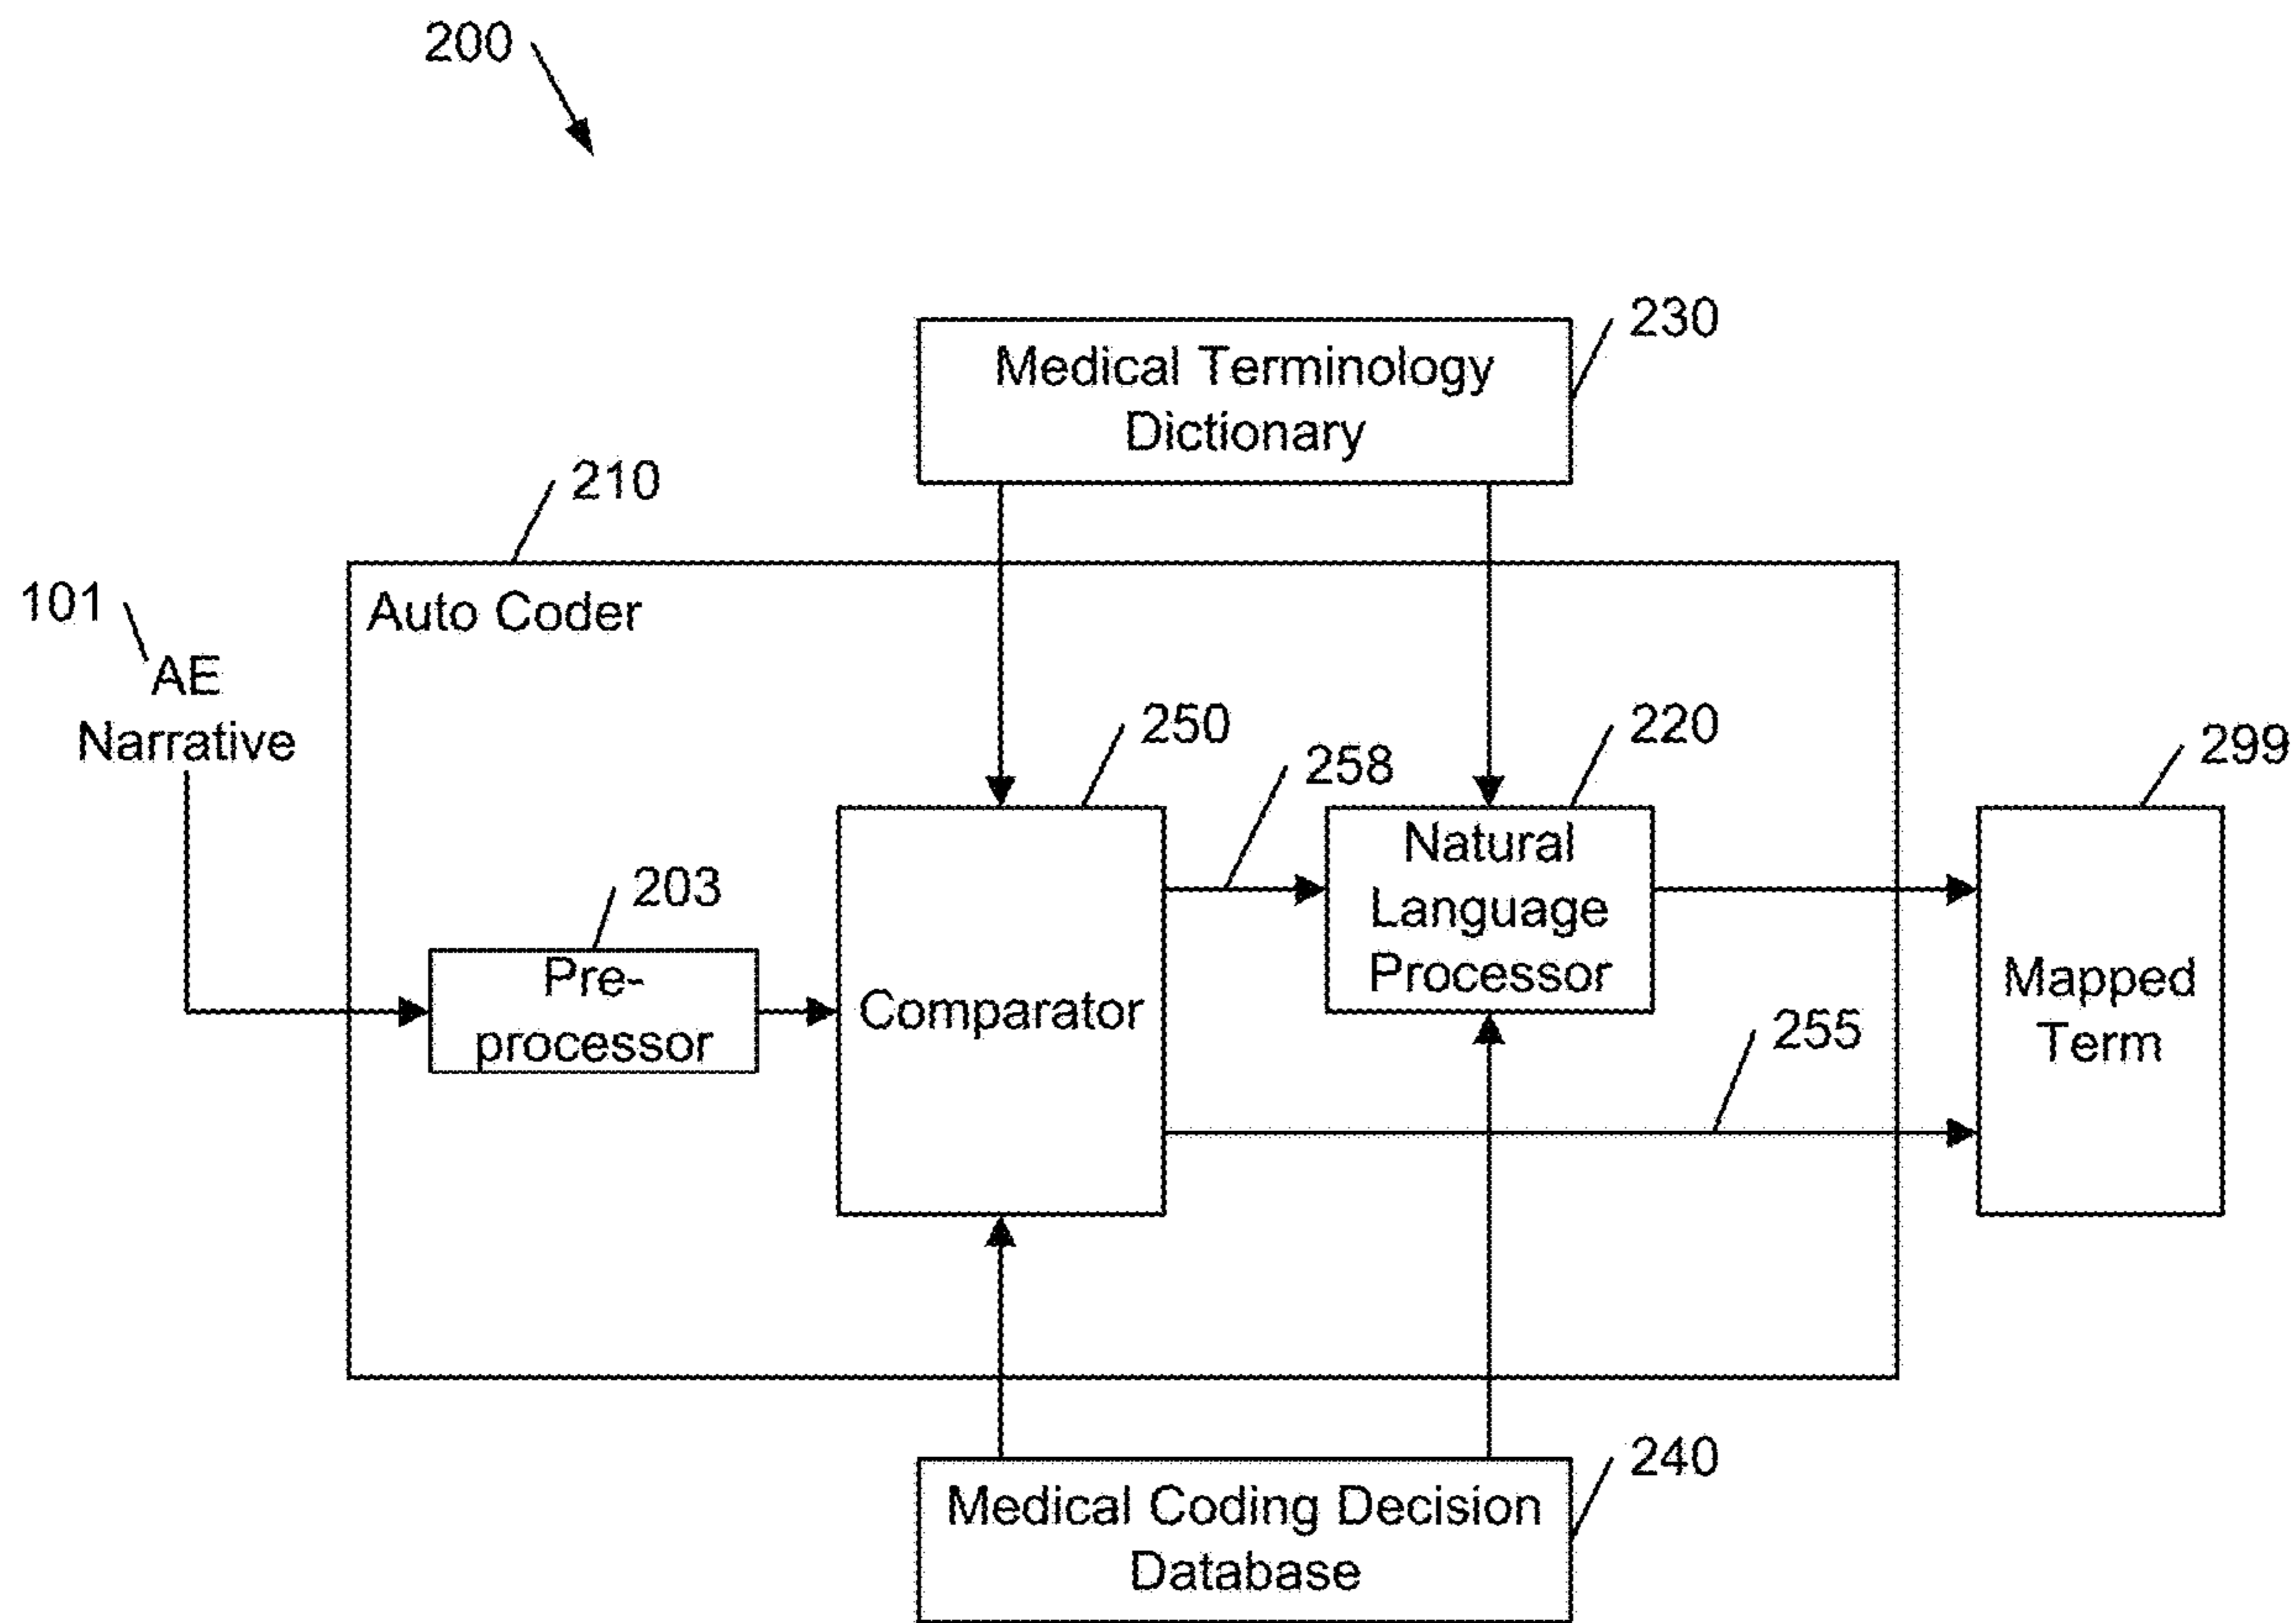 200
230
Medical Terminology
Dictionary
210
101
Auto Coder
AE
Narrative
250
258
220
299
203
Pre-
processor
Comparator
Natural
Language
Processor
255
Mapped
Term
240
Medical Coding Decision
Database